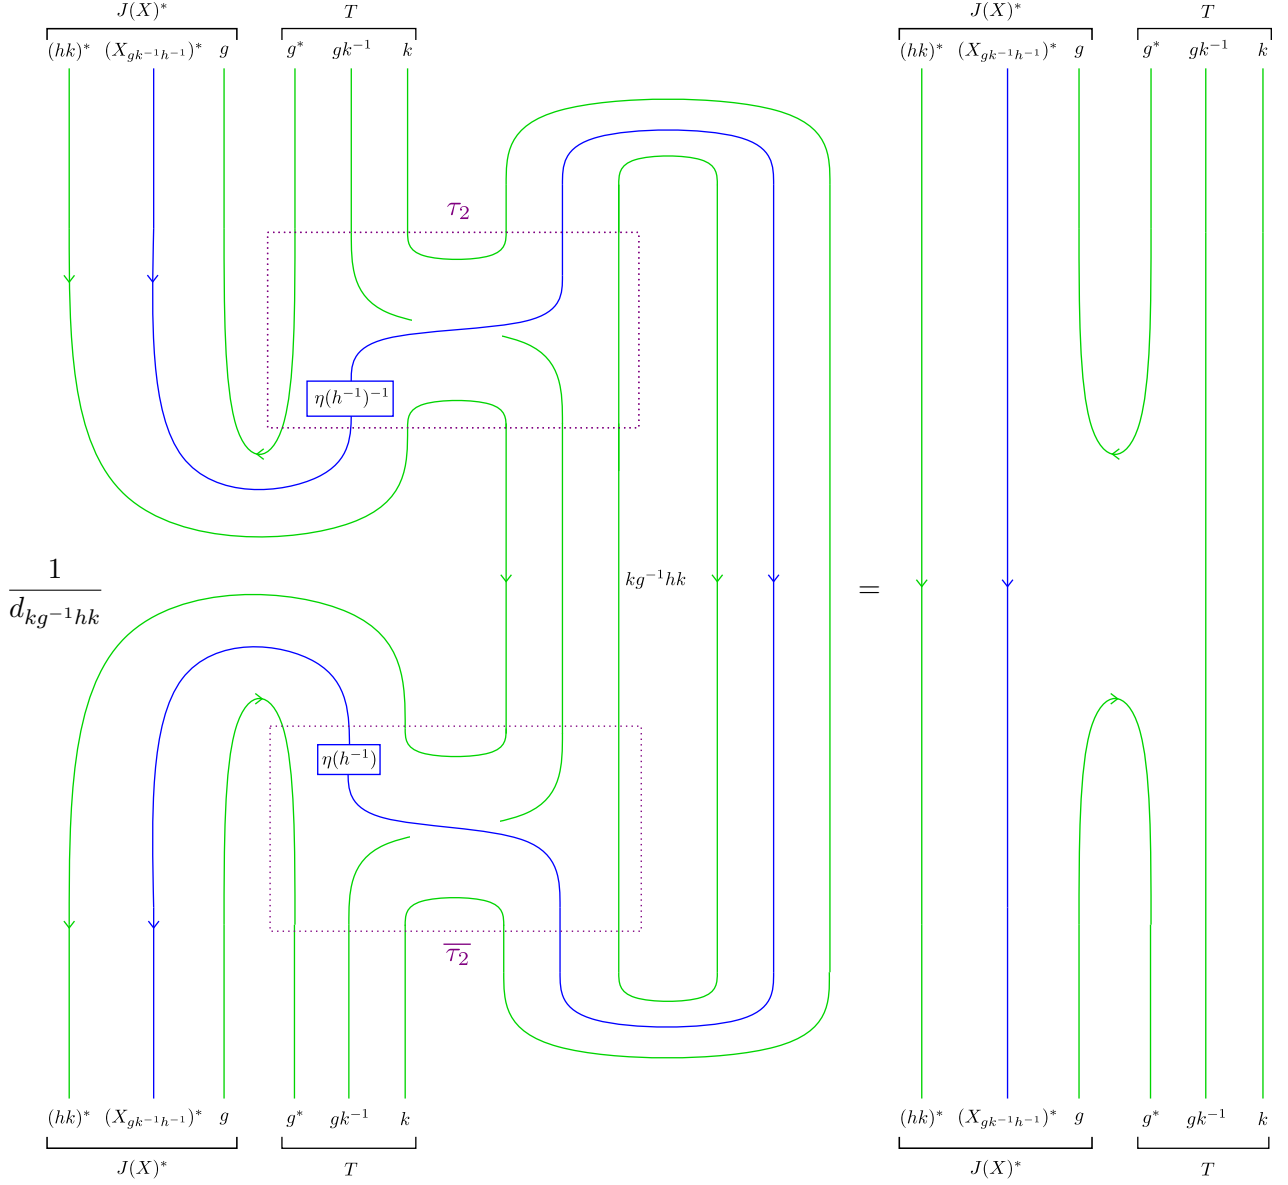 J(X)* T J(X)* T
(hk)* (X_{gk^{-1}h^{-1}})* g g* gk^{-1} k (hk)* (X_{gk^{-1}h^{-1}})* g g* gk^{-1} k
τ_2
η(h^{-1})^{-1}
\frac{1}{d_{kg^{-1}hk}} kg^{-1}hk =
η(h^{-1})
\overline{τ_2}
(hk)* (X_{gk^{-1}h^{-1}})* g g* gk^{-1} k (hk)* (X_{gk^{-1}h^{-1}})* g g* gk^{-1} k
J(X)* T J(X)* T